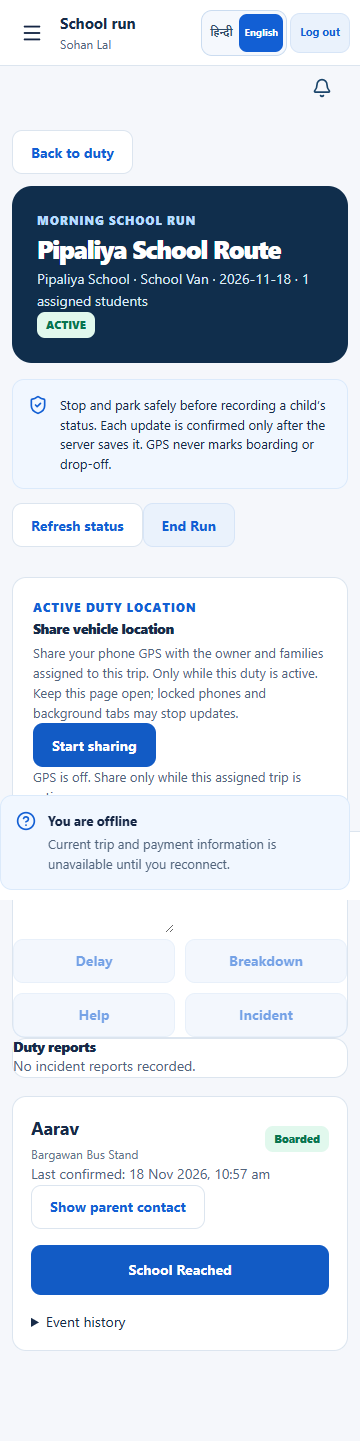 School run
Sohan Lal
हिन्दी
English
Log out
Back to duty
MORNING SCHOOL RUN
Pipaliya School Route
Pipaliya School · School Van · 2026-11-18 · 1
assigned students
ACTIVE
Stop and park safely before recording a child's
status. Each update is confirmed only after the
server saves it. GPS never marks boarding or
drop-off.
Refresh status
End Run
ACTIVE DUTY LOCATION
Share vehicle location
Share your phone GPS with the owner and families
assigned to this trip. Only while this duty is active.
Keep this page open; locked phones and
background tabs may stop updates.
Start sharing
GPS is off. Share only while this assigned trip is
You are offline
Current trip and payment information is
unavailable until you reconnect.
Delay
Breakdown
Help
Incident
Duty reports
No incident reports recorded.
Aarav
Boarded
Bargawan Bus Stand
Last confirmed: 18 Nov 2026, 10:57 am
Show parent contact
School Reached
Event history